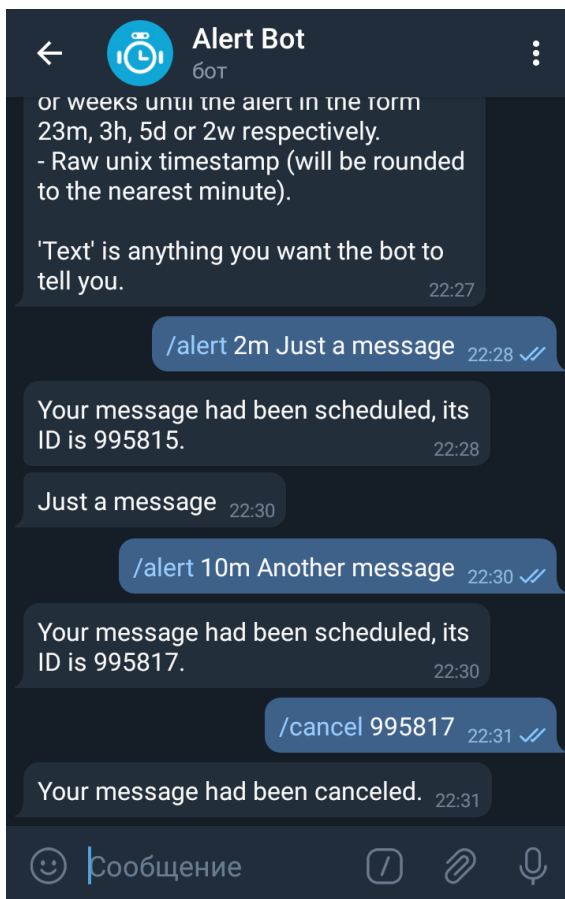 Alert Bot
бот
or weeks until the alert in the form
23m, 3h, 5d or 2w respectively.
- Raw unix timestamp (will be rounded
to the nearest minute).
'Text' is anything you want the bot to
tell you.
22:27
/alert 2m Just a message 22:28
Your message had been scheduled, its
ID is 995815.
22:28
Just a message 22:30
/alert 10m Another message 22:30
Your message had been scheduled, its
ID is 995817.
22:30
/cancel 995817 22:31
Your message had been canceled. 22:31
Сообщение